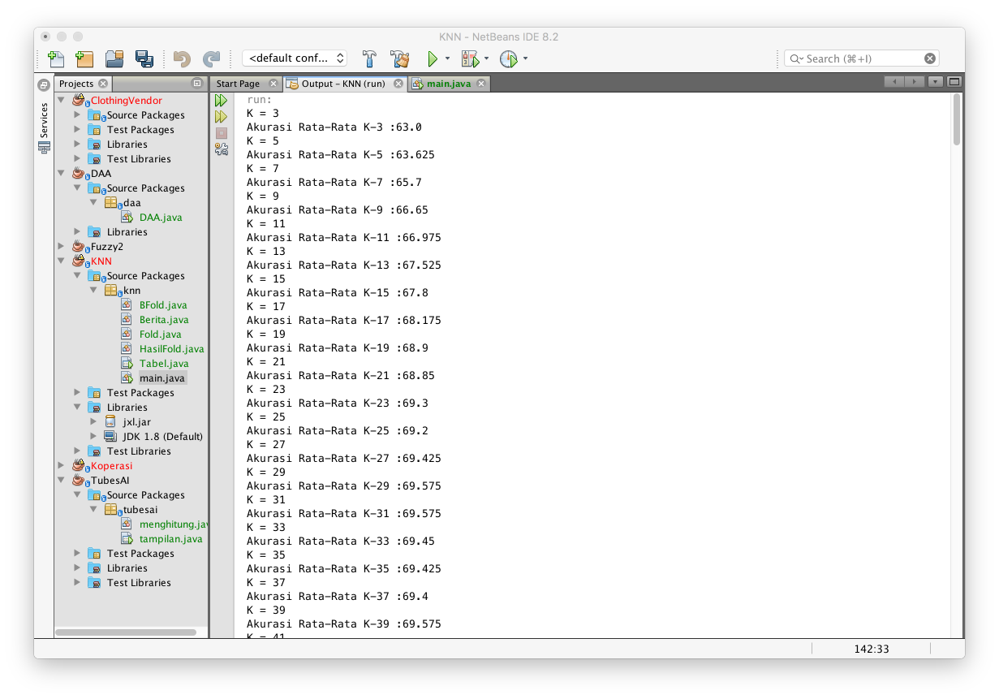 KNN - NetBeans IDE 8.2
<default conf...
Search (⌘+I)
Services
Projects
ClothingVendor
Source Packages
Test Packages
Libraries
Test Libraries
DAA
Source Packages
daa
DAA.java
Libraries
Fuzzy2
KNN
Source Packages
knn
BFold.java
Berita.java
Fold.java
HasilFold.java
Tabel.java
main.java
Test Packages
Libraries
jxl.jar
JDK 1.8 (Default)
Test Libraries
Koperasi
TubesAI
Source Packages
tubesai
menghitung.jav
tampilan.java
Test Packages
Libraries
Test Libraries
Start Page
Output – KNN (run)
main.java
run:
K = 3
Akurasi Rata-Rata K-3 :63.0
K = 5
Akurasi Rata-Rata K-5 :63.625
K = 7
Akurasi Rata-Rata K-7 :65.7
K = 9
Akurasi Rata-Rata K-9 :66.65
K = 11
Akurasi Rata-Rata K-11 :66.975
K = 13
Akurasi Rata-Rata K-13 :67.525
K = 15
Akurasi Rata-Rata K-15 :67.8
K = 17
Akurasi Rata-Rata K-17 :68.175
K = 19
Akurasi Rata-Rata K-19 :68.9
K = 21
Akurasi Rata-Rata K-21 :68.85
K = 23
Akurasi Rata-Rata K-23 :69.3
K = 25
Akurasi Rata-Rata K-25 :69.2
K = 27
Akurasi Rata-Rata K-27 :69.425
K = 29
Akurasi Rata-Rata K-29 :69.575
K = 31
Akurasi Rata-Rata K-31 :69.575
K = 33
Akurasi Rata-Rata K-33 :69.45
K = 35
Akurasi Rata-Rata K-35 :69.425
K = 37
Akurasi Rata-Rata K-37 :69.4
K = 39
Akurasi Rata-Rata K-39 :69.575
K = 41
142:33